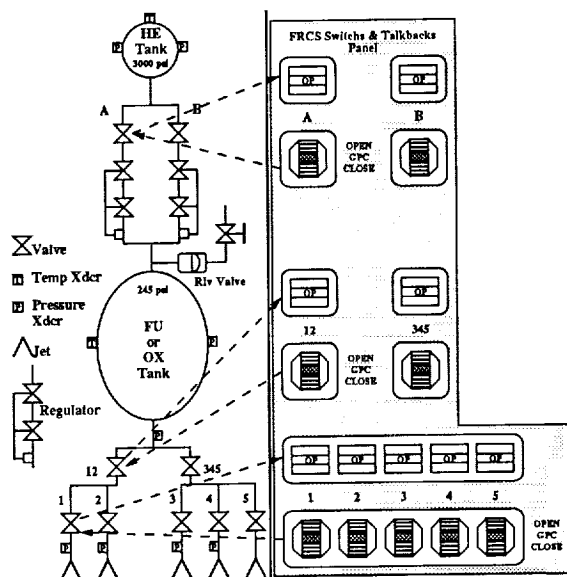 T
P
P
HE
Tank
3000 psi
A
B
Rlv Valve
Valve
T Temp Xdcr
P Pressure
Xdcr
Jet
Regulator
245 psi
FU
or
OX
Tank
T
P
P
12
345
1 2 3 4 5
P P P P
FRCS Switchs & Talkbacks
Panel
OP OP
A B
OPEN
GPC
CLOSE
OP OP
12 345
OPEN
GPC
CLOSE
OP OP OP OP OP
1 2 3 4 5
OPEN
GPC
CLOSE